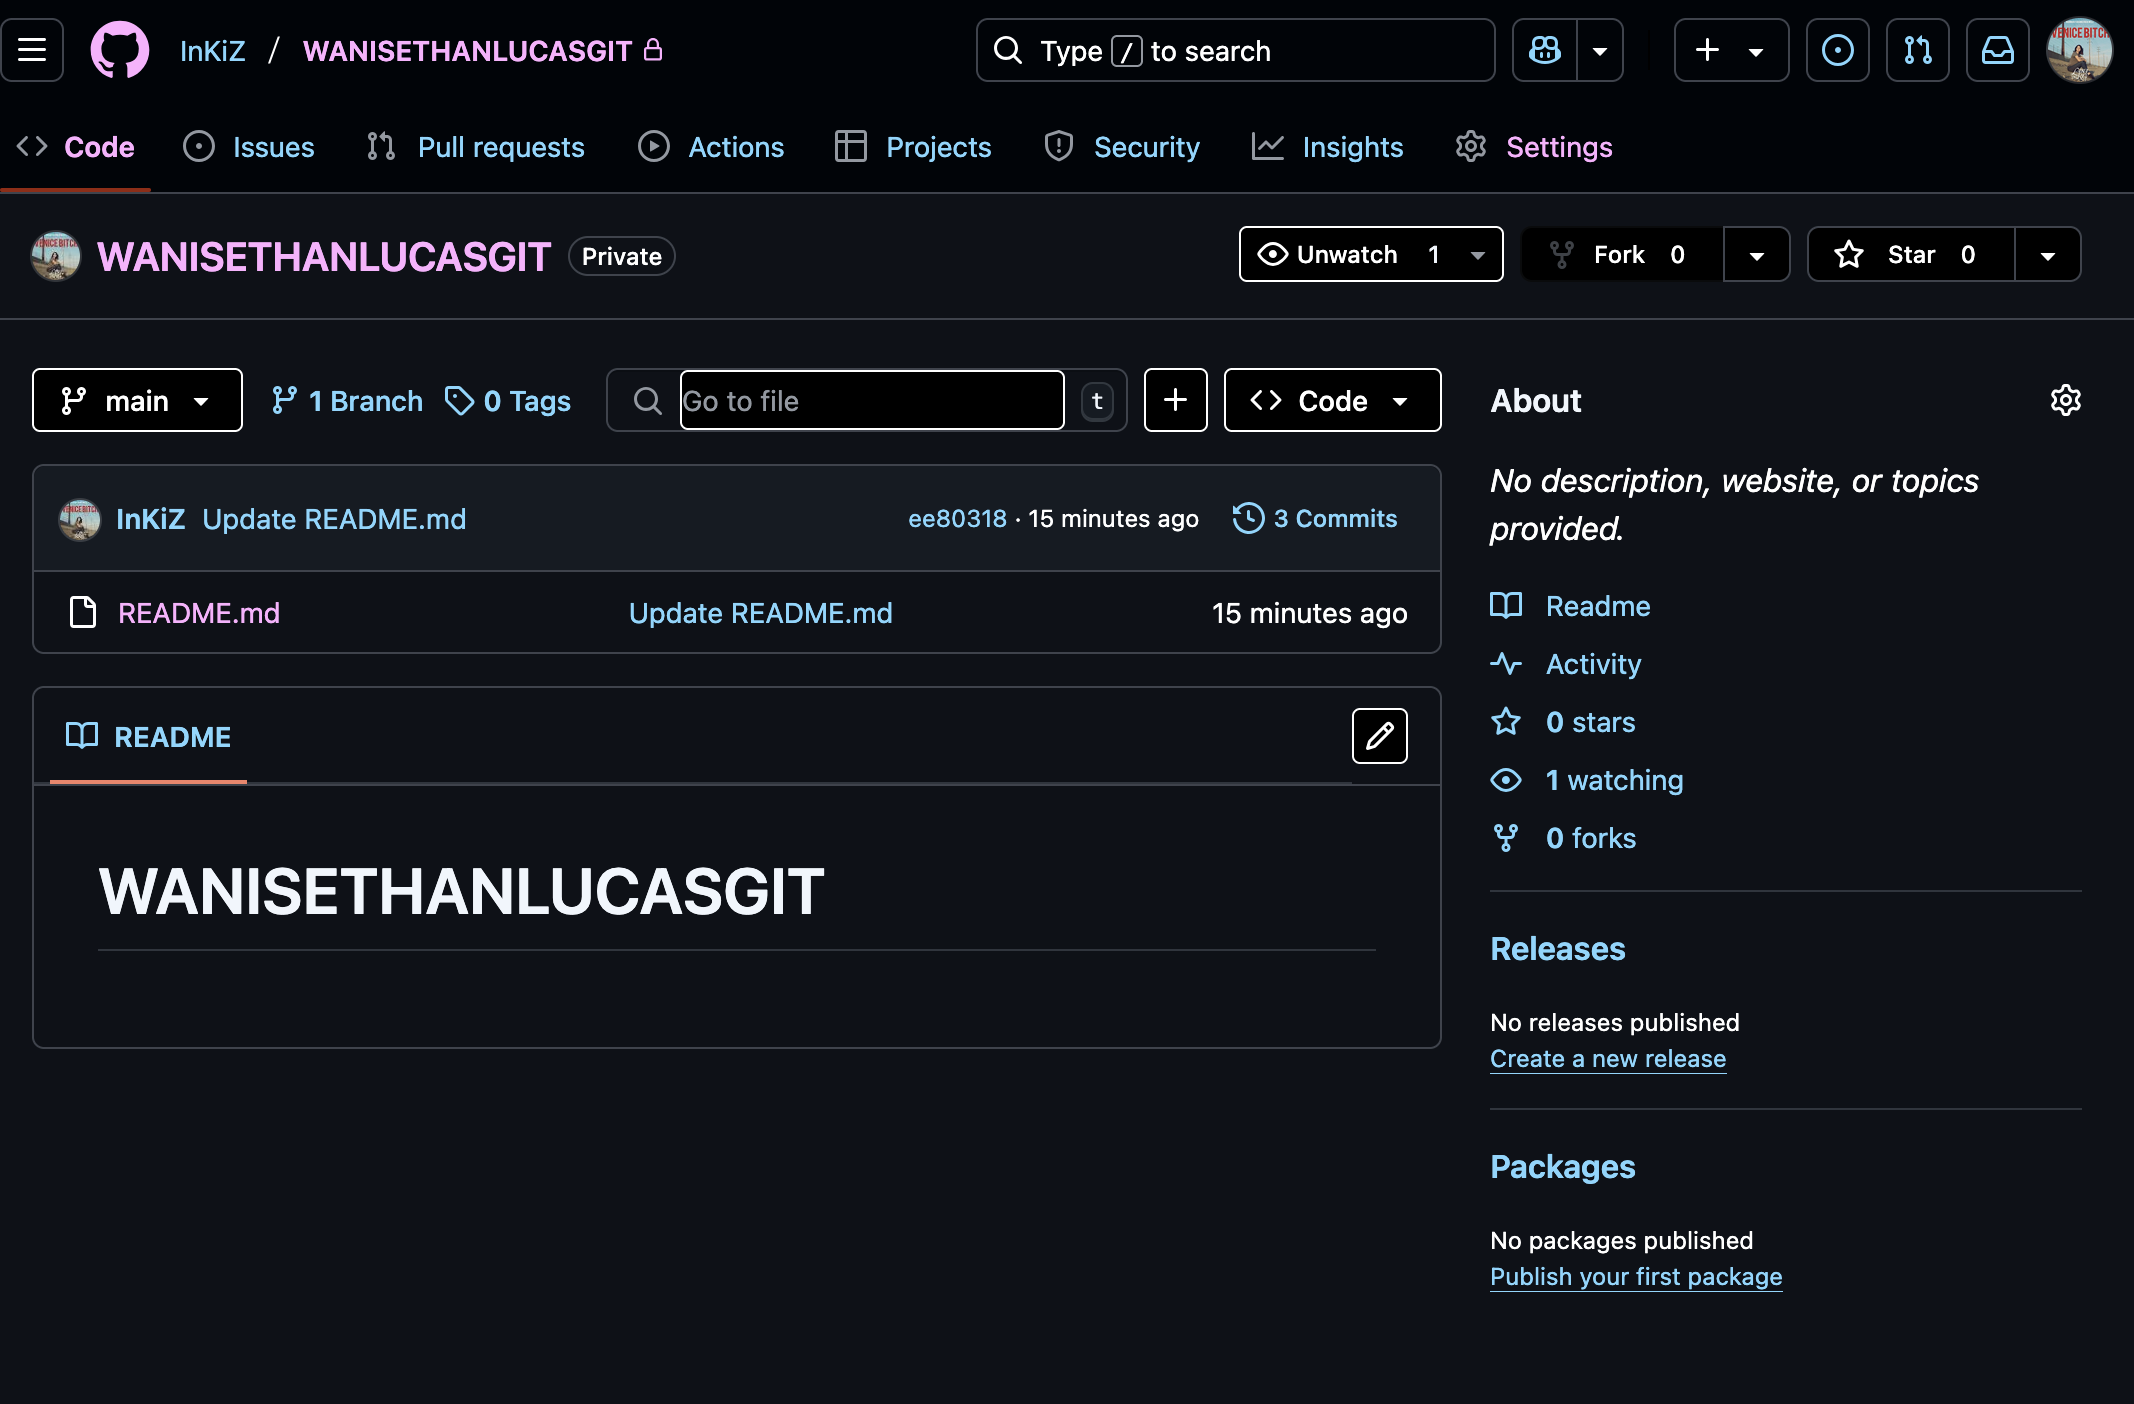 InKiZ / WANISETHANLUCASGIT
Type / to search
Code Issues Pull requests Actions Projects Security Insights Settings
WANISETHANLUCASGIT Private
Unwatch 1 Fork 0 Star 0
main 1 Branch 0 Tags Go to file t Code
InKiZ Update README.md ee80318 · 15 minutes ago 3 Commits
README.md Update README.md 15 minutes ago
README
WANISETHANLUCASGIT
About
No description, website, or topics
provided.
Readme
Activity
0 stars
1 watching
0 forks
Releases
No releases published
Create a new release
Packages
No packages published
Publish your first package